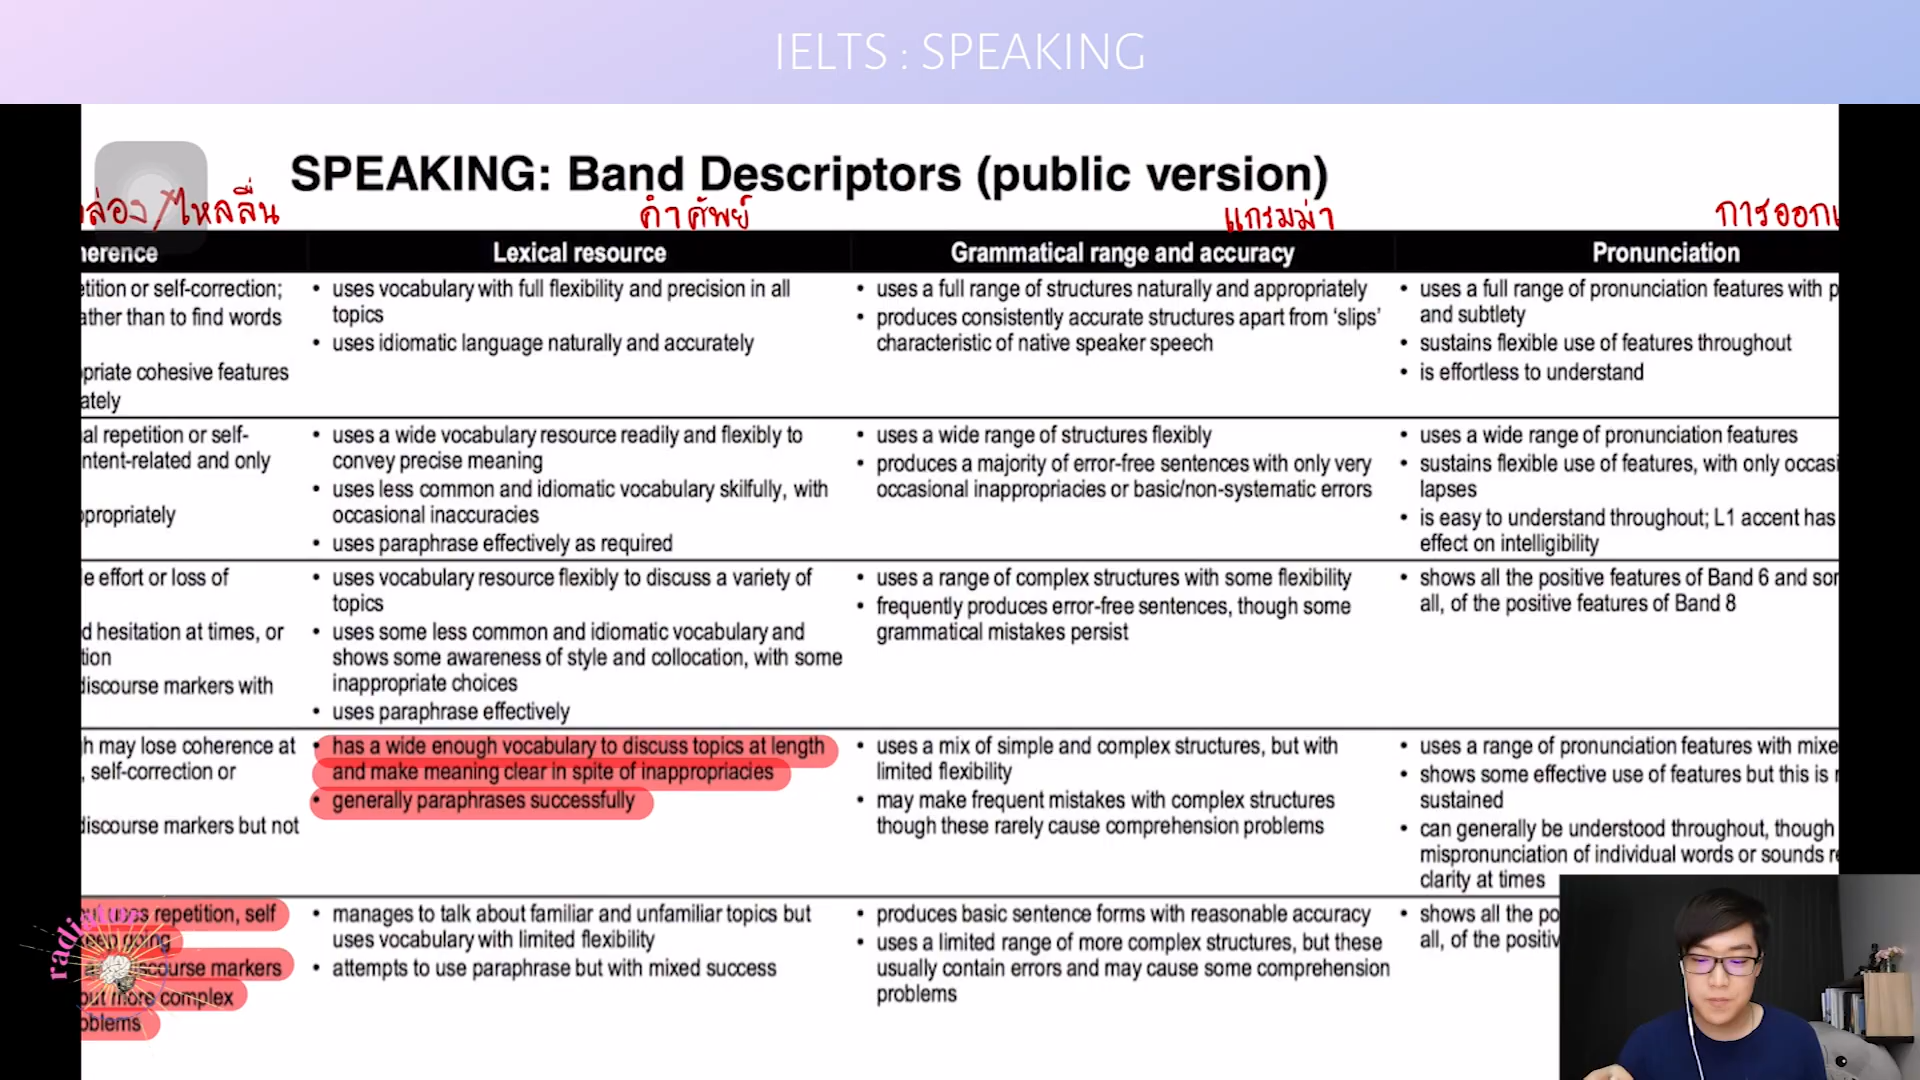 IELTS : SPEAKING
SPEAKING: Band Descriptors (public version)
ล่อง/ไหลลื่น
คำศัพย์
แกรมม่า
การออก
herence
Lexical resource
Grammatical range and accuracy
Pronunciation
etition or self-correction;
ather than to find words
opriate cohesive features
ately
• uses vocabulary with full flexibility and precision in all
topics
• uses idiomatic language naturally and accurately
• uses a full range of structures naturally and appropriately
• produces consistently accurate structures apart from ‘slips’
characteristic of native speaker speech
• uses a full range of pronunciation features with p
and subtlety
• sustains flexible use of features throughout
• is effortless to understand
al repetition or self-
ntent-related and only
ppropriately
• uses a wide vocabulary resource readily and flexibly to
convey precise meaning
• uses less common and idiomatic vocabulary skilfully, with
occasional inaccuracies
• uses paraphrase effectively as required
• uses a wide range of structures flexibly
• produces a majority of error-free sentences with only very
occasional inappropriacies or basic/non-systematic errors
• uses a wide range of pronunciation features
• sustains flexible use of features, with only occasi
lapses
• is easy to understand throughout; L1 accent has
effect on intelligibility
e effort or loss of
d hesitation at times, or
tion
discourse markers with
• uses vocabulary resource flexibly to discuss a variety of
topics
• uses some less common and idiomatic vocabulary and
shows some awareness of style and collocation, with some
inappropriate choices
• uses paraphrase effectively
• uses a range of complex structures with some flexibility
• frequently produces error-free sentences, though some
grammatical mistakes persist
• shows all the positive features of Band 6 and som
all, of the positive features of Band 8
h may lose coherence at
, self-correction or
discourse markers but not
• has a wide enough vocabulary to discuss topics at length
and make meaning clear in spite of inappropriacies
• generally paraphrases successfully
• uses a mix of simple and complex structures, but with
limited flexibility
• may make frequent mistakes with complex structures
though these rarely cause comprehension problems
• uses a range of pronunciation features with mixe
• shows some effective use of features but this is
sustained
• can generally be understood throughout, though
mispronunciation of individual words or sounds re
clarity at times
uses repetition, self
keep going
discourse markers
but more complex
oblems
• manages to talk about familiar and unfamiliar topics but
uses vocabulary with limited flexibility
• attempts to use paraphrase but with mixed success
• produces basic sentence forms with reasonable accuracy
• uses a limited range of more complex structures, but these
usually contain errors and may cause some comprehension
problems
• shows all the po
all, of the positiv